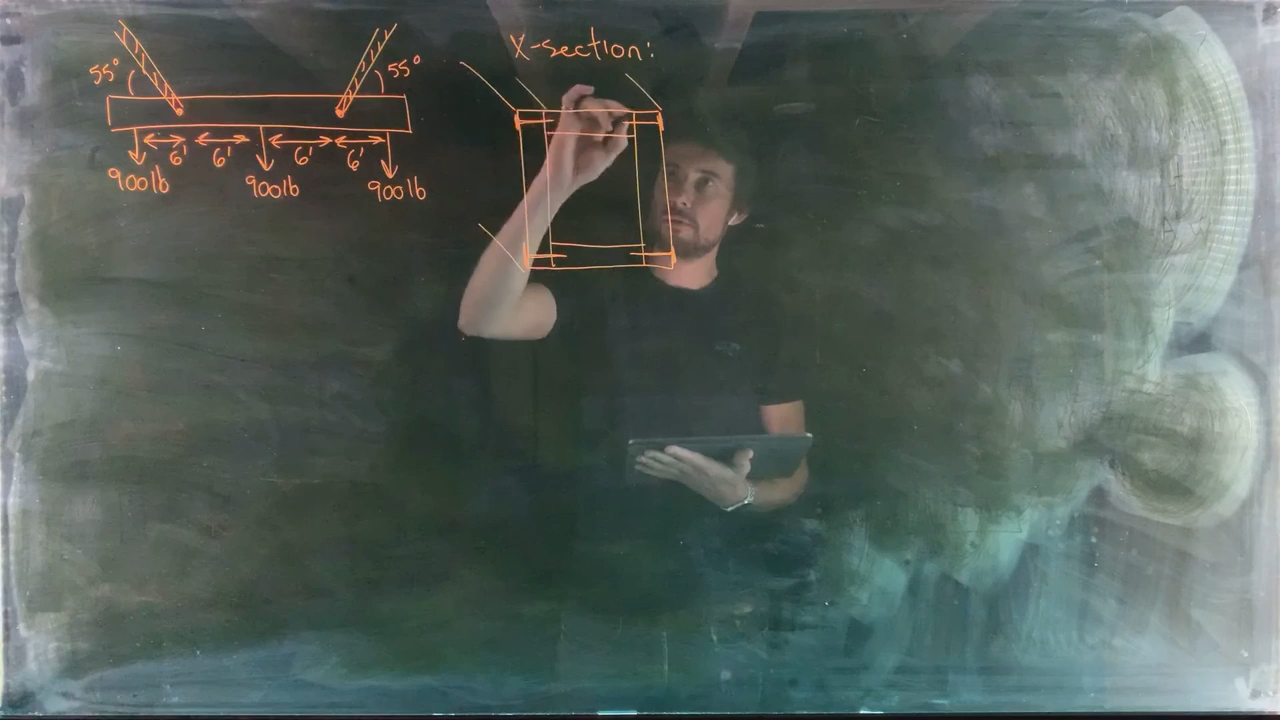 X-section:
55° 55°
6' 6' 6' 6'
900lb 900lb 900lb